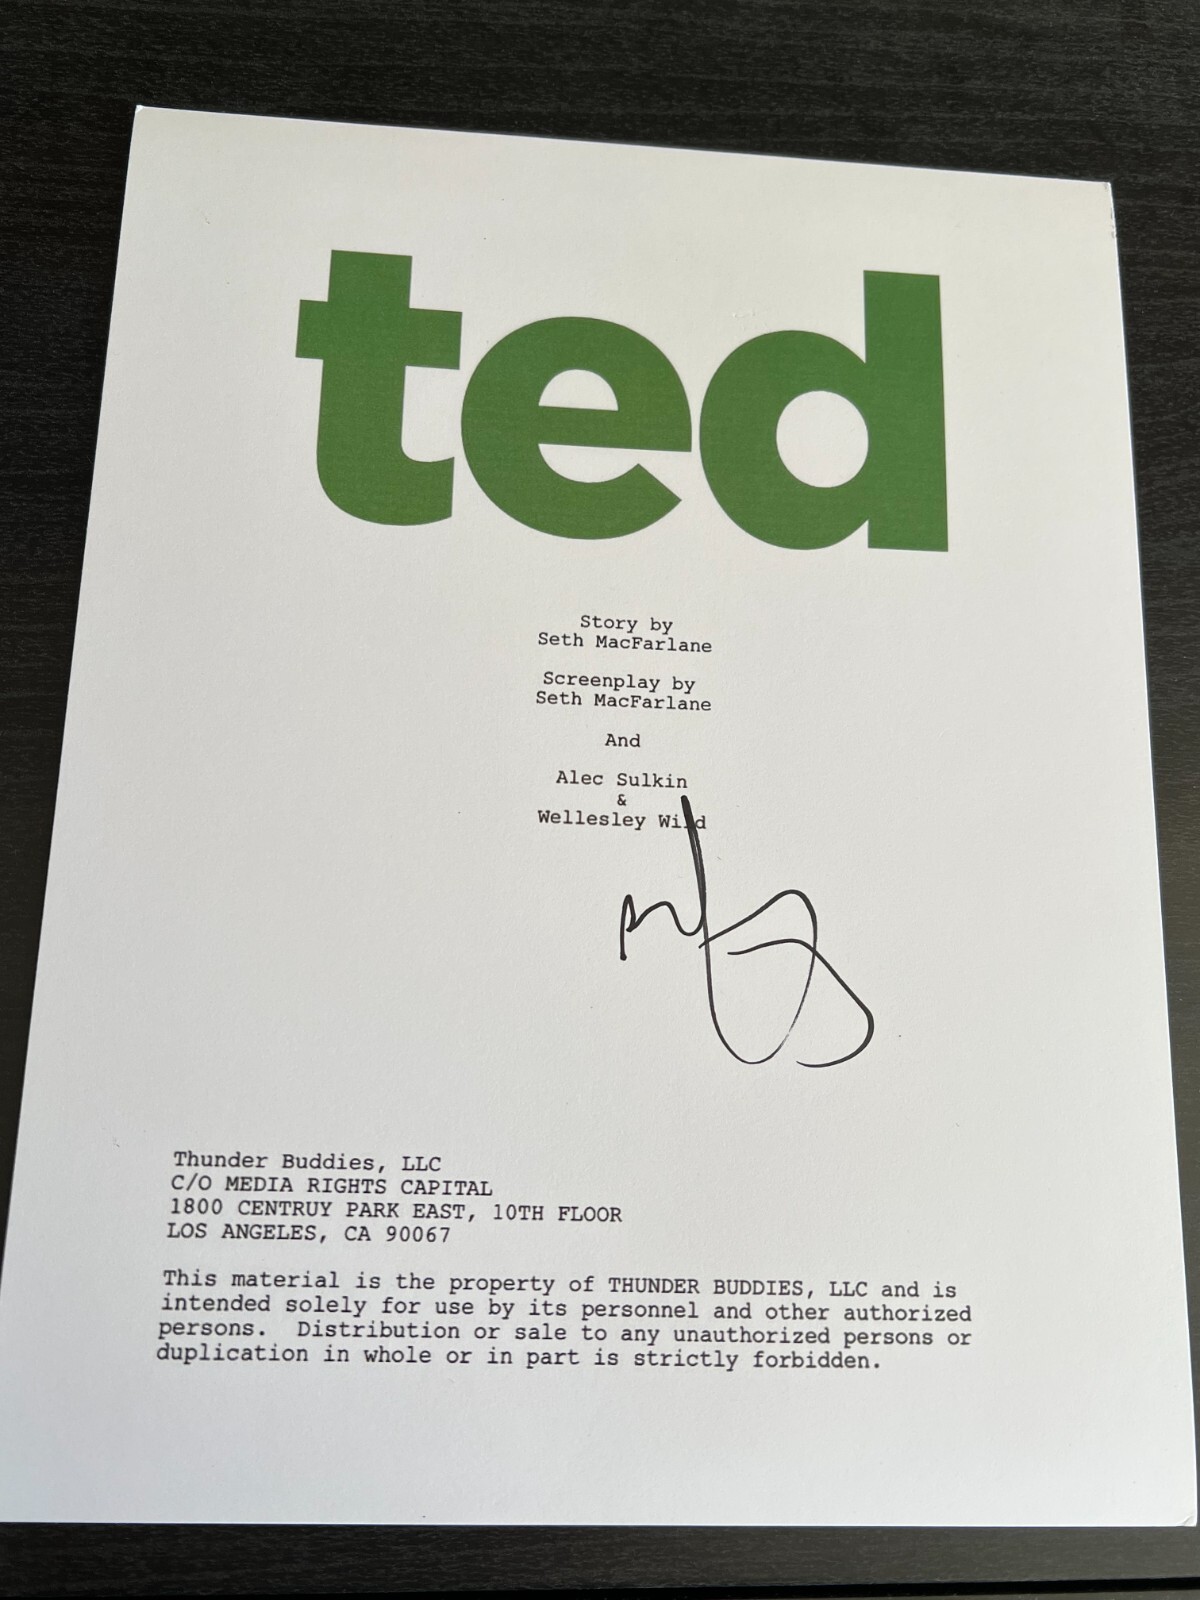 ted
Story by
Seth MacFarlane
Screenplay by
Seth MacFarlane
And
Alec Sulkin
&
Wellesley Wild
Thunder Buddies, LLC
C/O MEDIA RIGHTS CAPITAL
1800 CENTRUY PARK EAST, 10TH FLOOR
LOS ANGELES, CA 90067
This material is the property of THUNDER BUDDIES, LLC and is
intended solely for use by its personnel and other authorized
persons.  Distribution or sale to any unauthorized persons or
duplication in whole or in part is strictly forbidden.